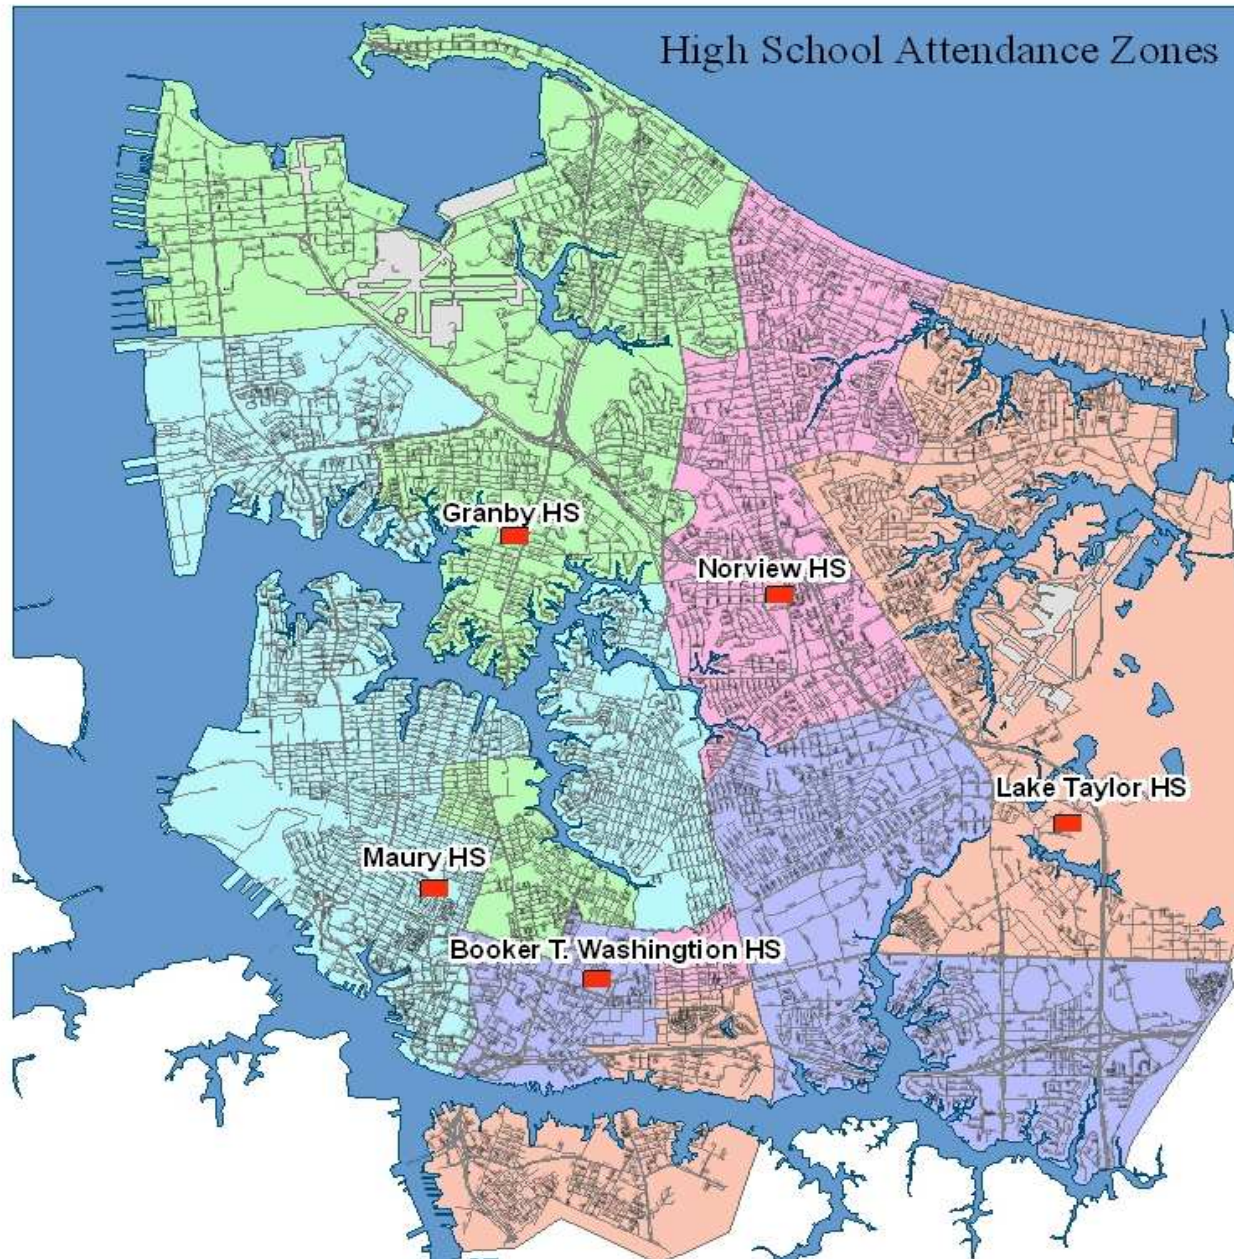 High School Attendance Zones
Granby HS
Norview HS
Lake Taylor HS
Maury HS
Booker T. Washingtion HS